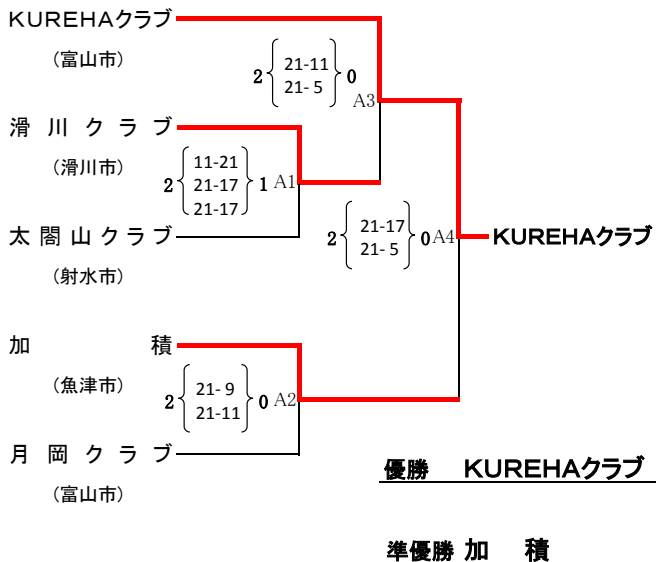 KUREHAクラブ
(富山市)
2 21-11 0
21- 5
A3
滑川クラブ
(滑川市)
11-21
2 21-17 1 A1
21-17
太閤山クラブ
(射水市)
2 21-17 0 A4
21- 5
KUREHAクラブ
加積
(魚津市)
2 21- 9 0 A2
21-11
月岡クラブ
(富山市)
優勝 KUREHAクラブ
準優勝 加積